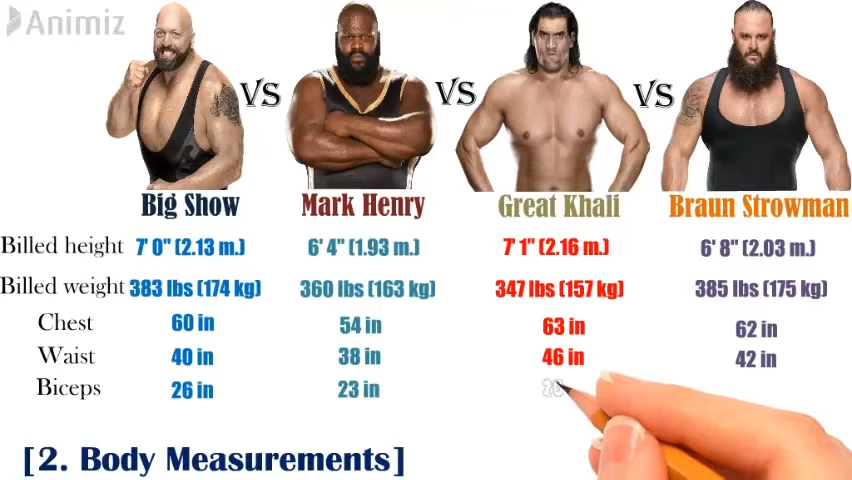 Animiz
VS VS VS
Big Show Mark Henry Great Khali Braun Strowman
Billed height 7' 0" (2.13 m.) 6' 4" (1.93 m.) 7' 1" (2.16 m.) 6' 8" (2.03 m.)
Billed weight 383 lbs (174 kg) 360 lbs (163 kg) 347 lbs (157 kg) 385 lbs (175 kg)
Chest 60 in 54 in 63 in 62 in
Waist 40 in 38 in 46 in 42 in
Biceps 26 in 23 in
[2. Body Measurements]